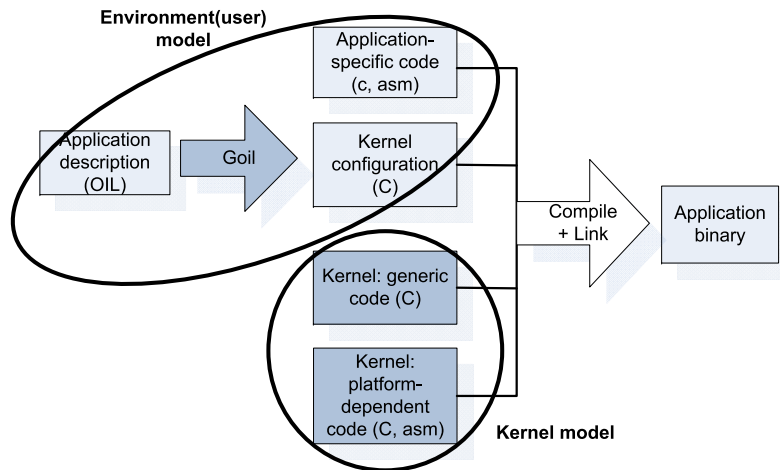 Environment(user)
model
Application-
specific code
(c, asm)
Application
description
(OIL)
Goil
Kernel
configuration
(C)
Compile
+ Link
Application
binary
Kernel: generic
code (C)
Kernel:
platform-
dependent
code (C, asm)
Kernel model